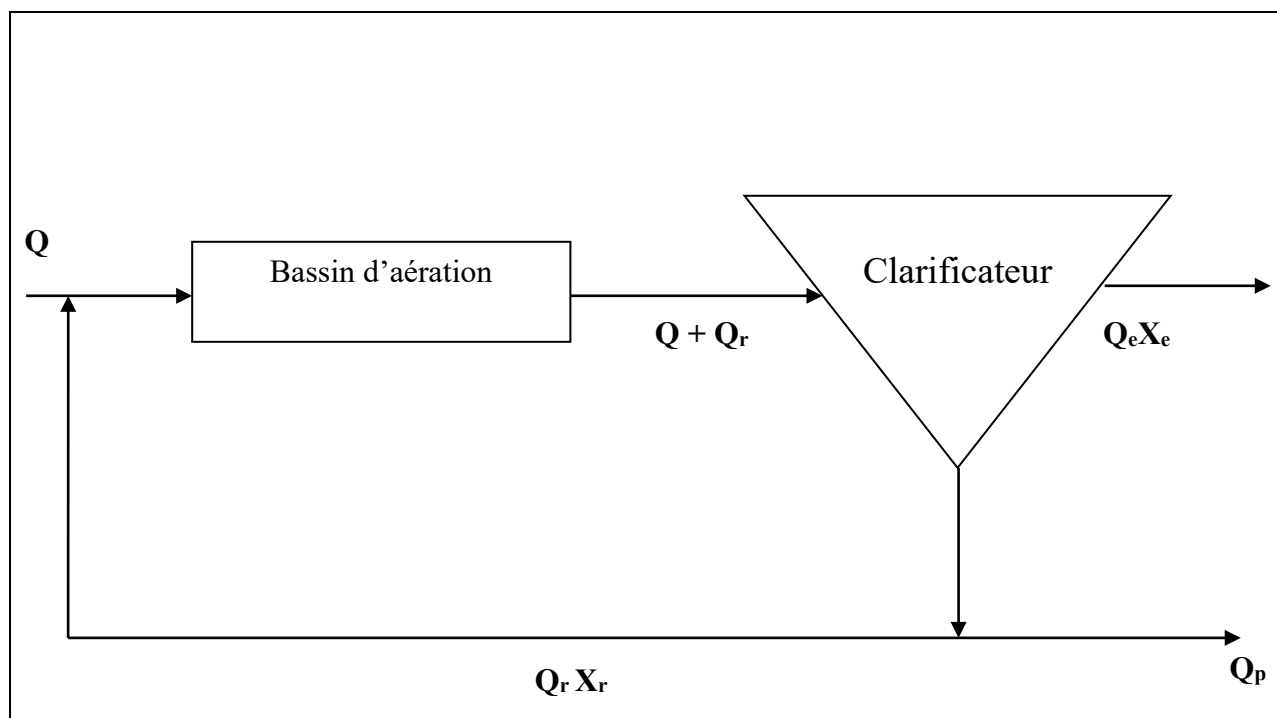 Q
Bassin d’aération
Clarificateur
Q + Qᵣ
QₑXₑ
Qᵣ Xᵣ
Qₚ